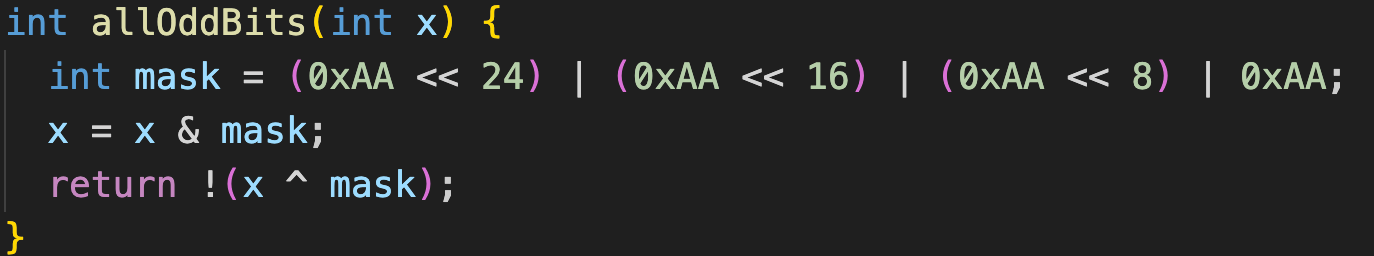 int allOddBits(int x) {
  int mask = (0xAA << 24) | (0xAA << 16) | (0xAA << 8) | 0xAA;
  x = x & mask;
  return !(x ^ mask);
}